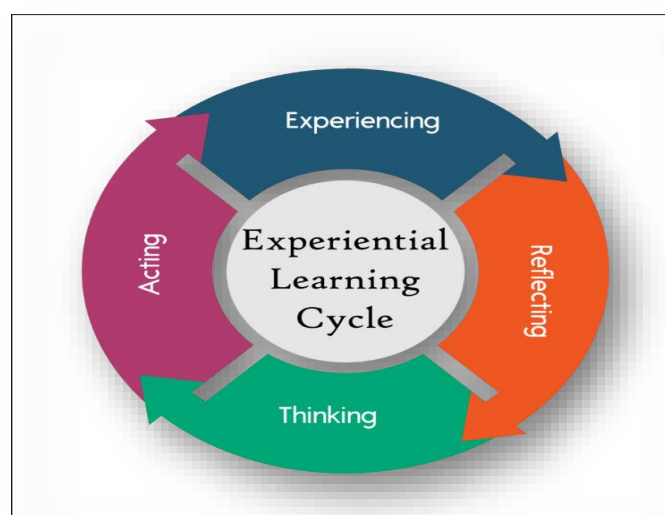 Experiencing
Experiential
Learning
Cycle
Reflecting
Thinking
Acting